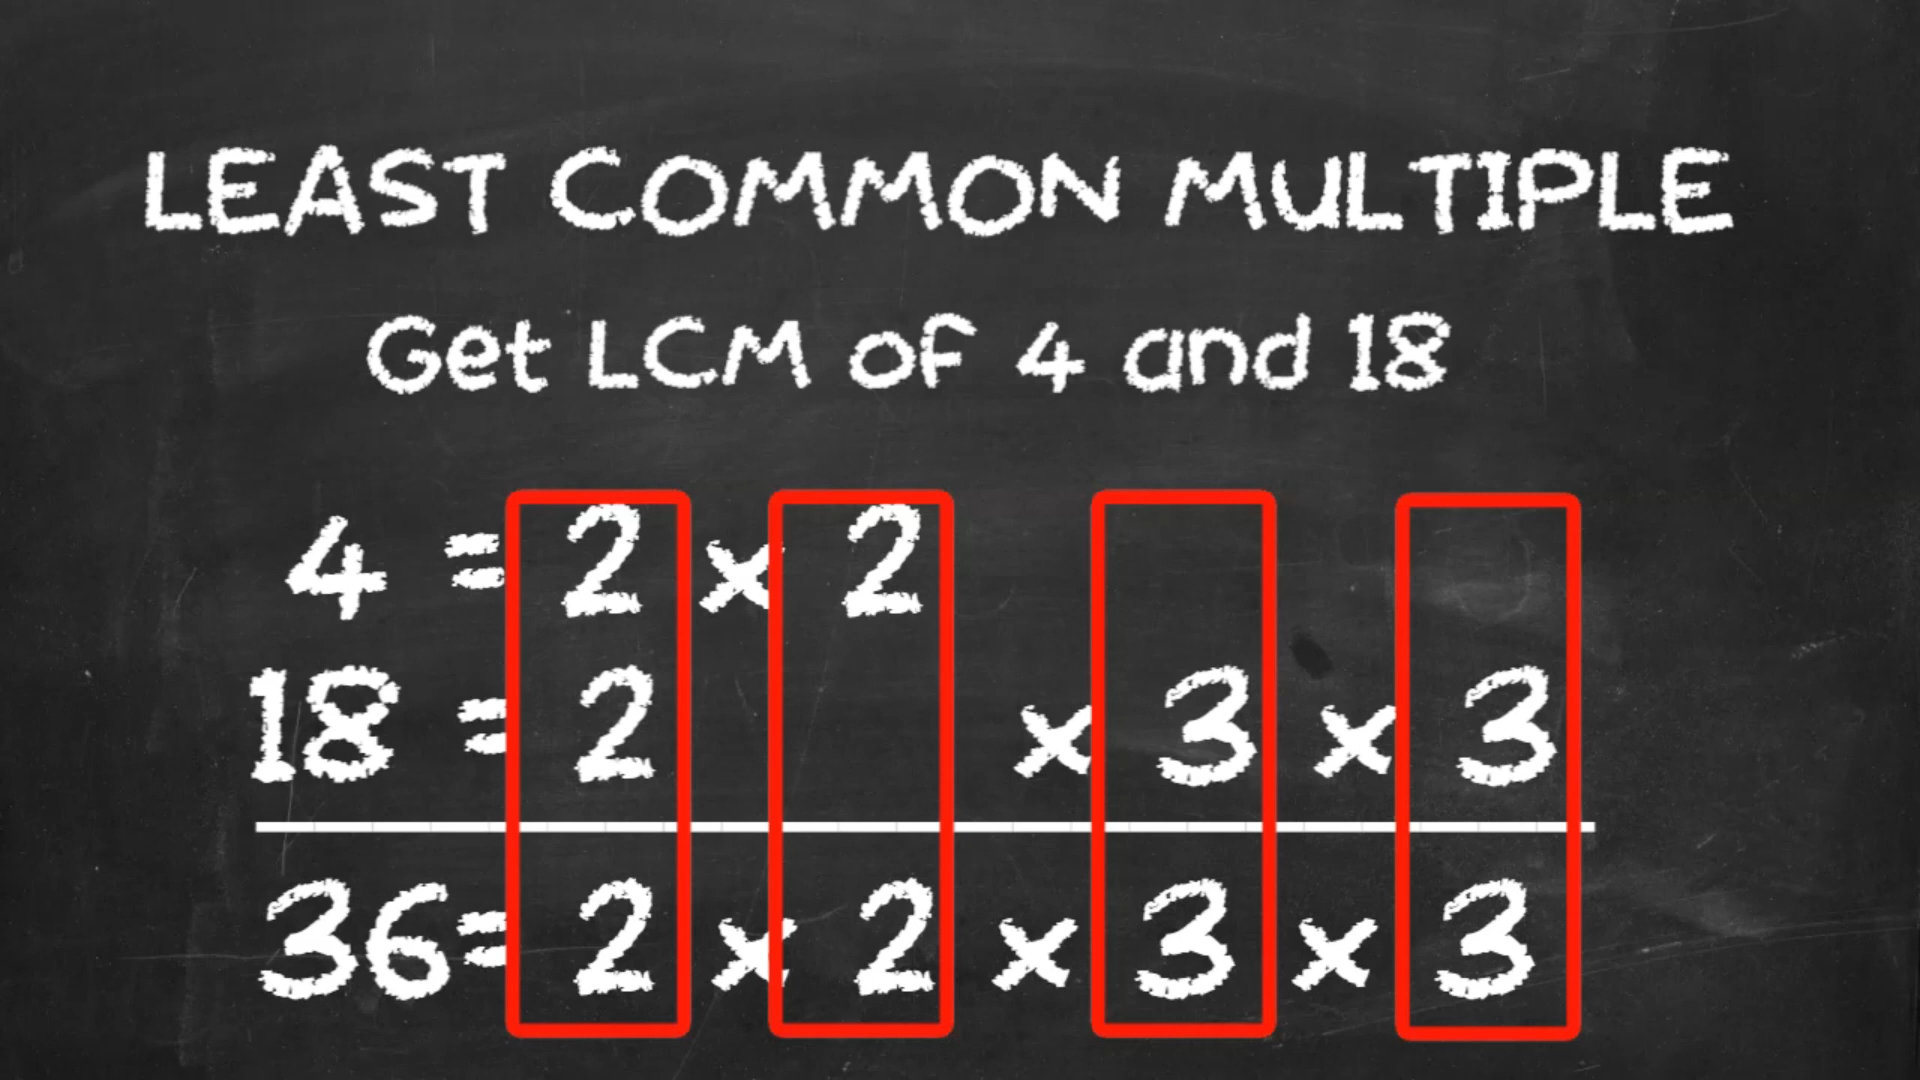 LEAST COMMON MULTIPLE
Get LCM of 4 and 18
4 = 2 x 2
18 = 2 x 3 x 3
36= 2 x 2 x 3 x 3